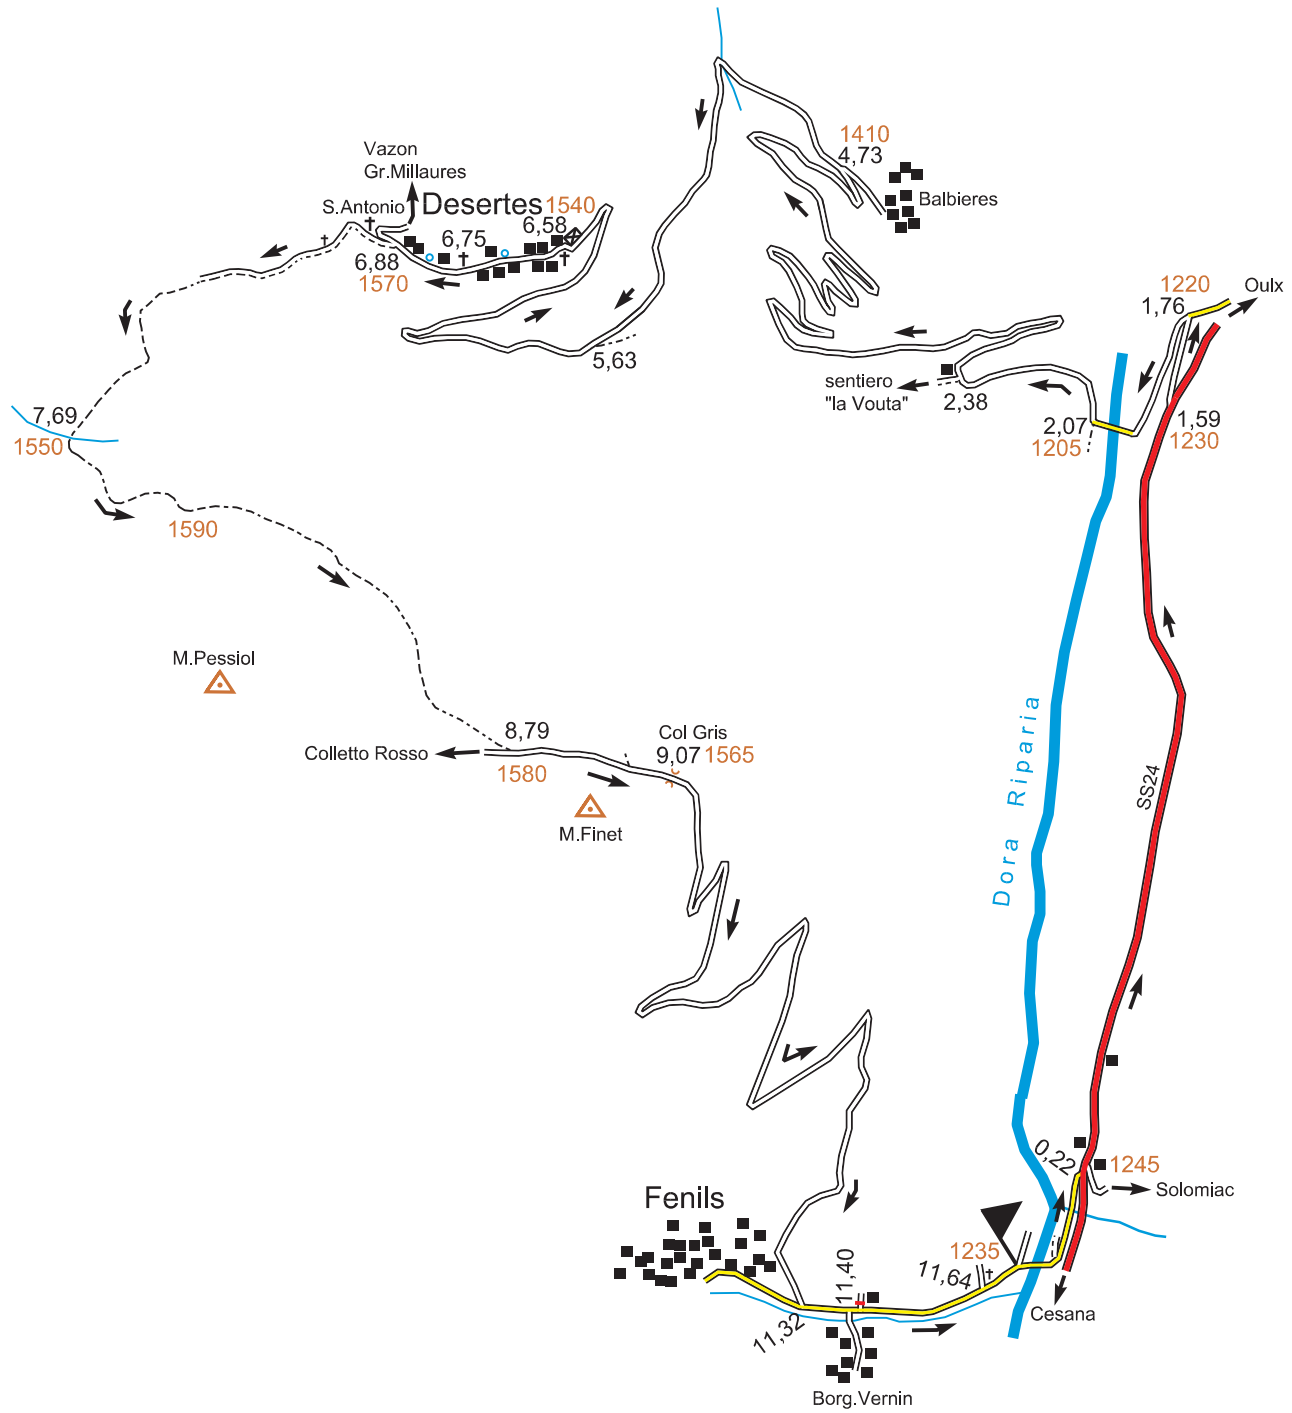 1410
4,73
Balbieres
Vazon
Gr.Millaures
S.Antonio
Desertes
1540
6,58
6,75
6,88
1570
1220
1,76
Oulx
5,63
sentiero
"la Vouta"
2,38
2,07
1205
1,59
1230
7,69
1550
1590
M.Pessiol
Col Gris
9,07
1565
8,79
Colletto Rosso
1580
M.Finet
Dora Riparia
SS24
0,22
1245
Solomiac
Fenils
1235
11,64
11,40
11,32
Cesana
Borg.Vernin